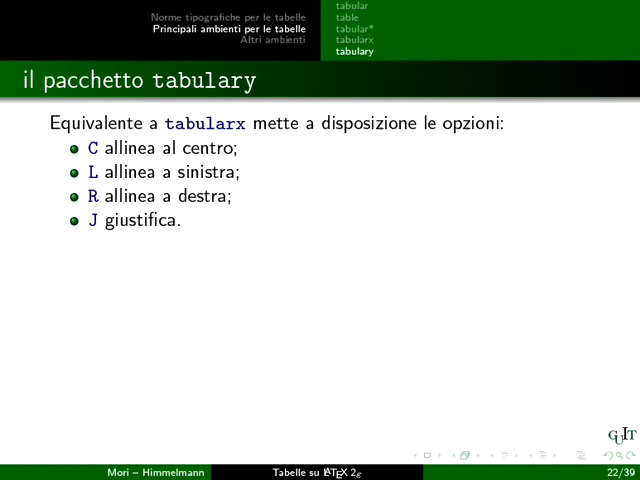 Norme tipografiche per le tabelle
Principali ambienti per le tabelle
Altri ambienti
tabular
table
tabular*
tabularx
tabulary
il pacchetto tabulary
Equivalente a tabularx mette a disposizione le opzioni:
C allinea al centro;
L allinea a sinistra;
R allinea a destra;
J giustifica.
GUIT
Mori – Himmelmann
Tabelle su LATEX 2ε
22/39